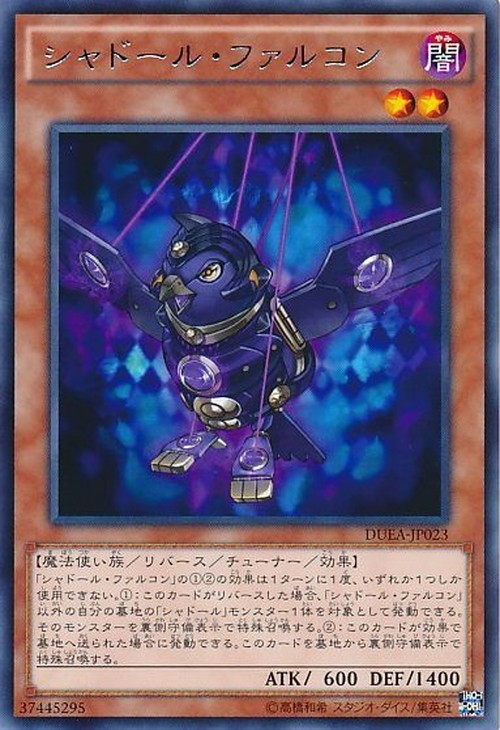 シャドール・ファルコン
やみ
闇
DUEA-JP023
【魔法使い族/リバース/チューナー/効果】
「シャドール・ファルコン」の①②の効果は1ターンに1度、いずれか1つしか
使用できない。①:このカードがリバースした場合、「シャドール・ファルコン」
以外の自分の墓地の「シャドール」モンスター1体を対象として発動できる。
そのモンスターを裏側守備表示で特殊召喚する。②:このカードが効果で
墓地へ送られた場合に発動できる。このカードを墓地から裏側守備表示で
特殊召喚する。
ATK/ 600 DEF/1400
37445295
©高橋和希 スタジオ・ダイス/集英社